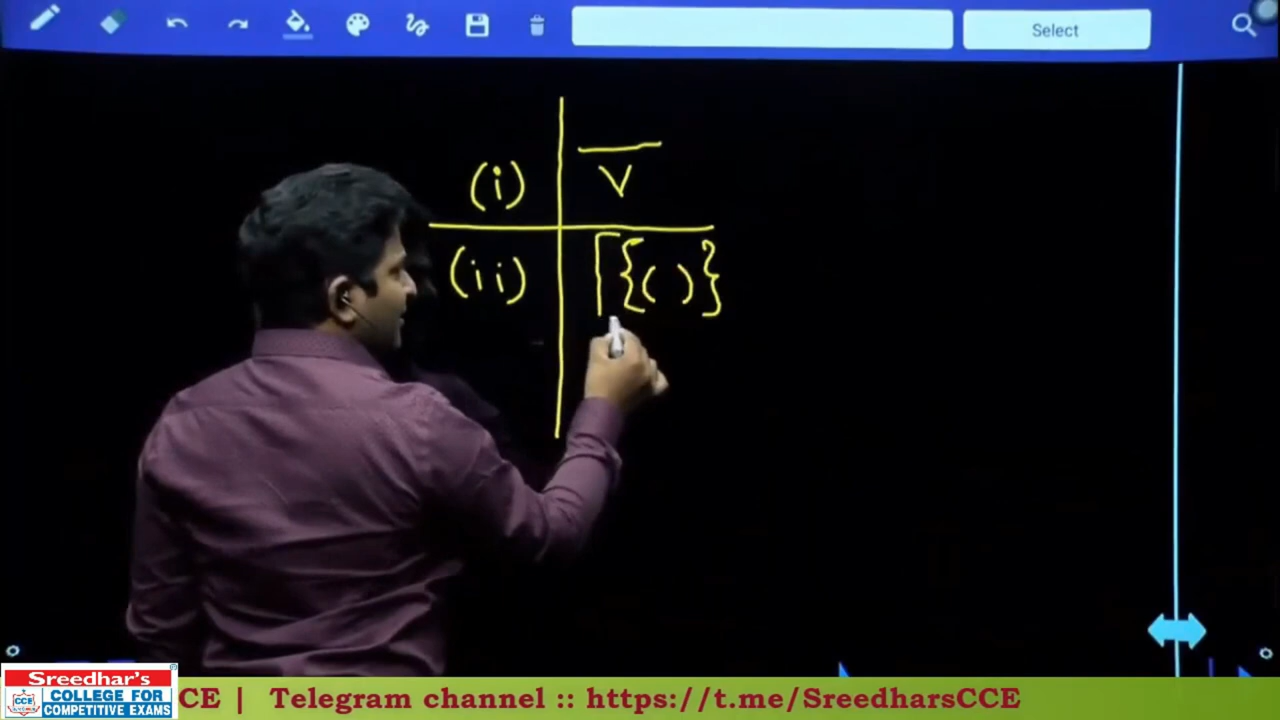 Select
(i) V̅
(ii) [{( )}
Sreedhar's
CCE
COLLEGE FOR
COMPETITIVE EXAMS
CE | Telegram channel :: https://t.me/SreedharsCCE